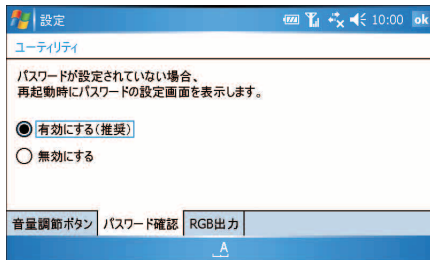 設定 10:00 ok
ユーティリティ
パスワードが設定されていない場合、
再起動時にパスワードの設定画面を表示します。
有効にする(推奨)
無効にする
音量調節ボタン パスワード確認 RGB出力
A